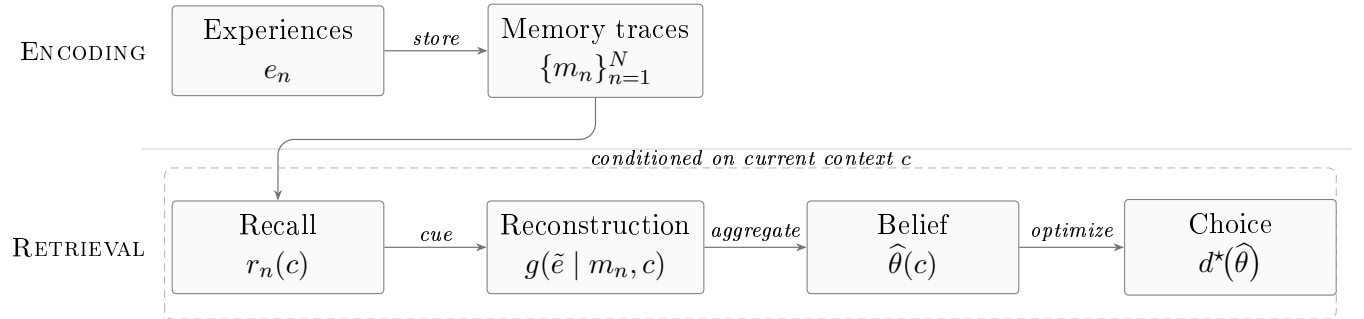 ENCODING
Experiences
e_n
store
Memory traces
{m_n}_{n=1}^N
conditioned on current context c
RETRIEVAL
Recall
r_n(c)
cue
Reconstruction
g(ẽ | m_n, c)
aggregate
Belief
θ̂(c)
optimize
Choice
d*(θ̂)